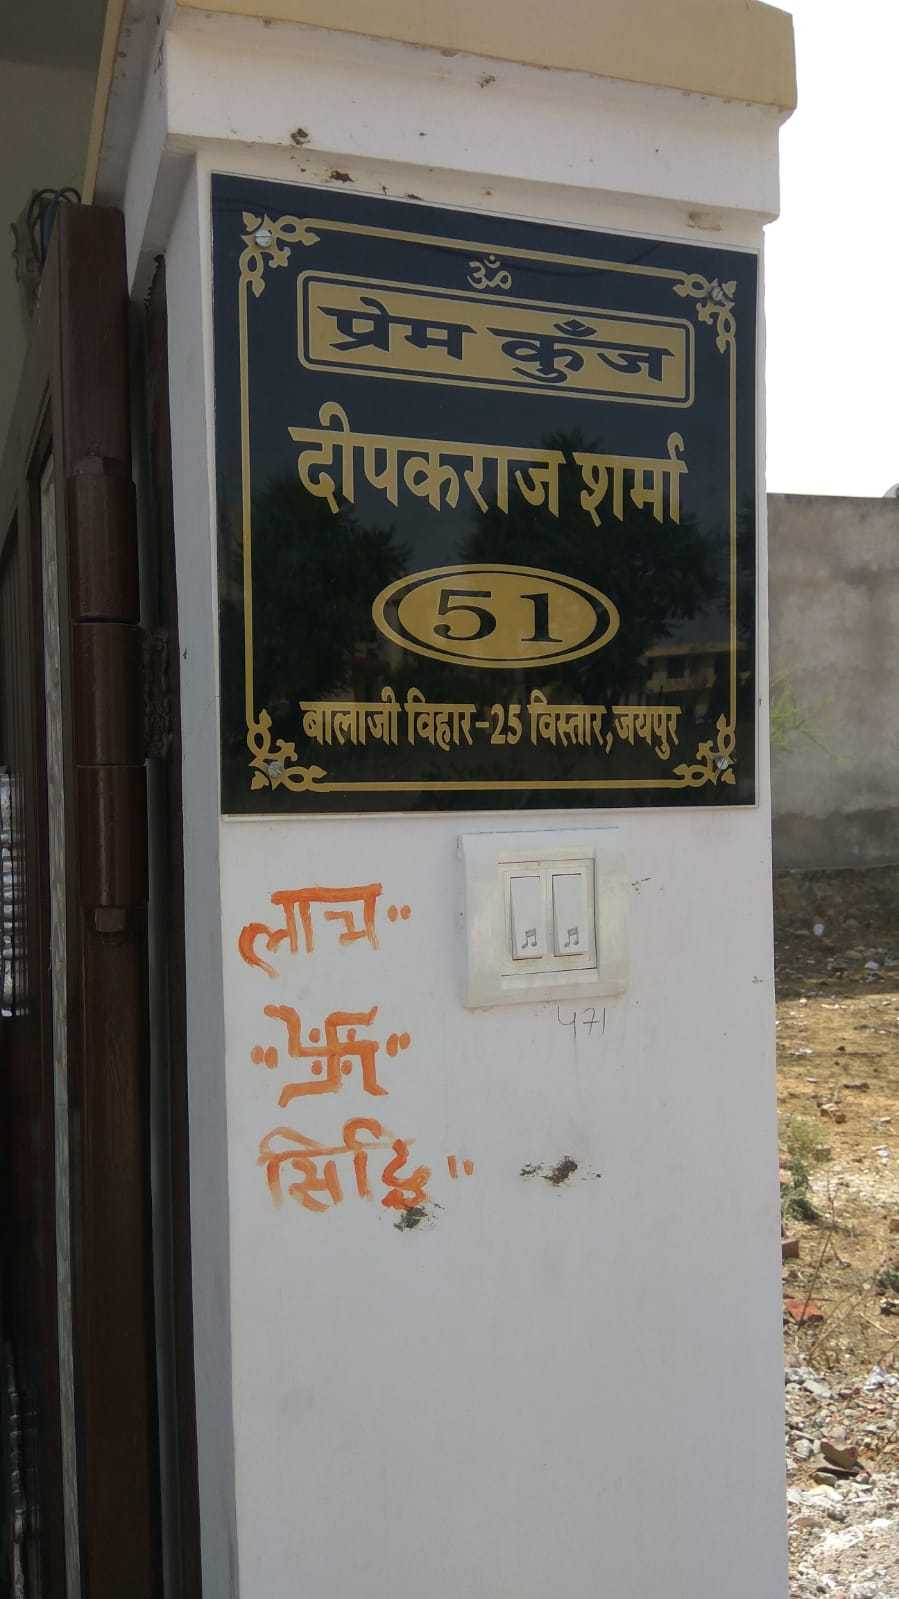 ॐ
प्रेम कुँज
दीपकराज शर्मा
51
बालाजी विहार-25 विस्तार,जयपुर
लाभ
471
सिद्धि